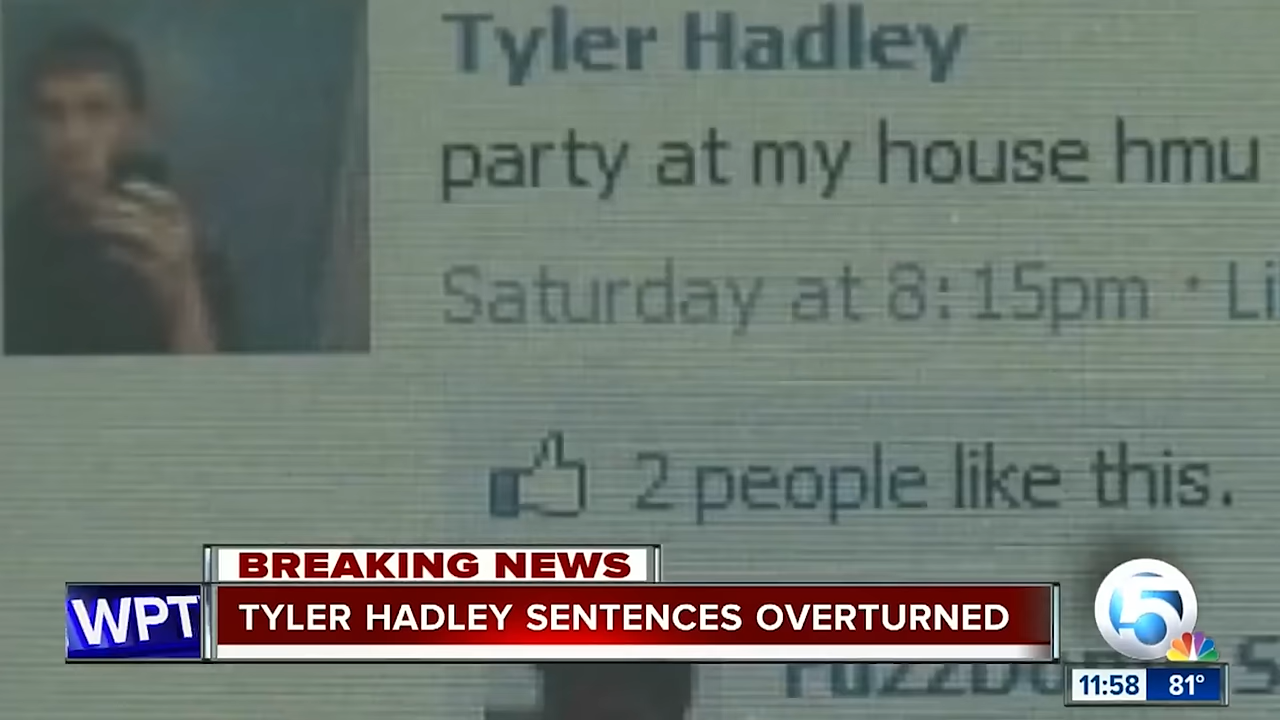 Tyler Hadley
party at my house hmu
Saturday at 8:15pm · Li
2 people like this.
BREAKING NEWS
WPT
TYLER HADLEY SENTENCES OVERTURNED
5
11:58 81°